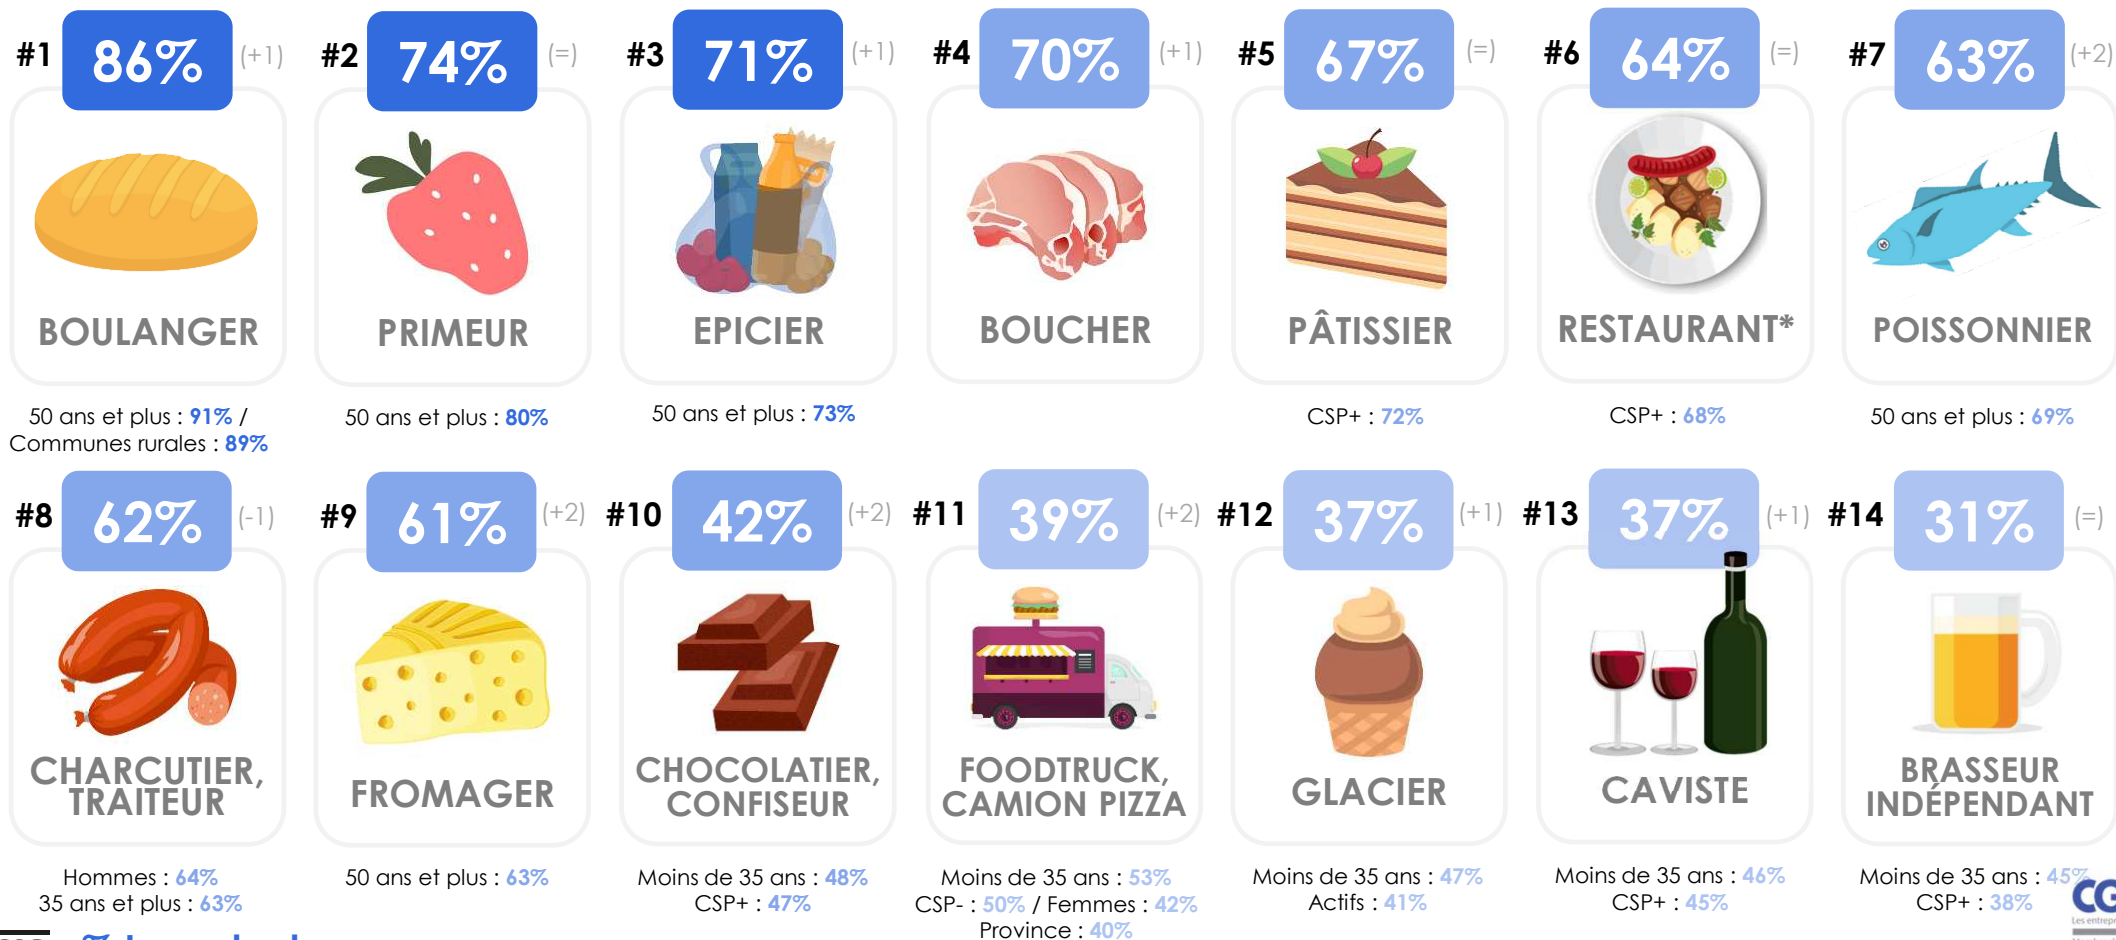 #1 86% (+1)
#2 74% (=)
#3 71% (+1)
#4 70% (+1)
#5 67% (=)
#6 64% (=)
#7 63% (+2)
BOULANGER
PRIMEUR
EPICIER
BOUCHER
PÂTISSIER
RESTAURANT*
POISSONNIER
50 ans et plus : 91% /
Communes rurales : 89%
50 ans et plus : 80%
50 ans et plus : 73%
CSP+ : 72%
CSP+ : 68%
50 ans et plus : 69%
#8 62% (-1)
#9 61% (+2)
#10 42% (+2)
#11 39% (+2)
#12 37% (+1)
#13 37% (+1)
#14 31% (=)
CHARCUTIER,
TRAITEUR
FROMAGER
CHOCOLATIER,
CONFISEUR
FOODTRUCK,
CAMION PIZZA
GLACIER
CAVISTE
BRASSEUR
INDÉPENDANT
Hommes : 64%
35 ans et plus : 63%
50 ans et plus : 63%
Moins de 35 ans : 48%
CSP+ : 47%
Moins de 35 ans : 53%
CSP- : 50% / Femmes : 42%
Province : 40%
Moins de 35 ans : 47%
Actifs : 41%
Moins de 35 ans : 46%
CSP+ : 45%
Moins de 35 ans : 45%
CSP+ : 38%
CG
Les entrepr